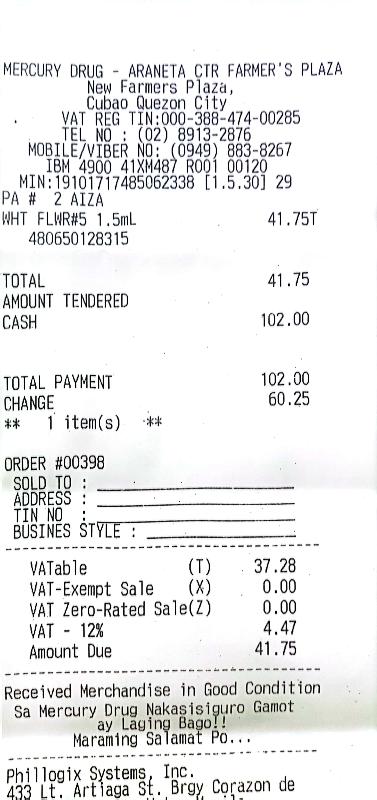 MERCURY DRUG - ARANETA CTR FARMER'S PLAZA
New Farmers Plaza,
Cubao Quezon City
VAT REG TIN:000-388-474-00285
TEL NO : (02) 8913-2876
MOBILE/VIBER NO: (0949) 883-8267
IBM 4900 41XM487 R001 00120
MIN:19101717485062338 [1.5.30] 29
PA # 2 AIZA
WHT FLWR#5 1.5mL 41.75T
480650128315
TOTAL 41.75
AMOUNT TENDERED
CASH 102.00
TOTAL PAYMENT 102.00
CHANGE 60.25
** 1 item(s) **
ORDER #00398
SOLD TO :
ADDRESS :
TIN NO :
BUSINES STYLE :
VATable (T) 37.28
VAT-Exempt Sale (X) 0.00
VAT Zero-Rated Sale(Z) 0.00
VAT - 12% 4.47
Amount Due 41.75
Received Merchandise in Good Condition
Sa Mercury Drug Nakasisiguro Gamot
ay Laging Bago!!
Maraming Salamat Po...
Phillogix Systems, Inc.
433 Lt. Artiaga St. Brgy Corazon de